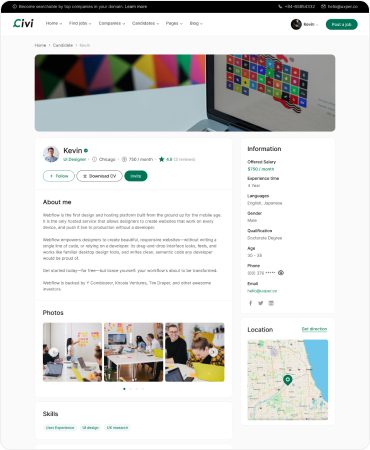 Become searchable by top companies in your domain. Learn more
hello@uxper.co
Civi
Home Find jobs Companies Candidates Pages Blog
Kevin
Post a job
Home Candidate Kevin
Kevin
UI Designer Chicago $750 / month 4.8
Follow
Download CV
Invite
About me
Webflow is the first design and hosting platform built from the ground up for the mobile age.
It is the only hosted service that allows designers to create websites that work on every
device, and push it live to production without a developer.
Webflow empowers designers to create beautiful, responsive websites—without writing a
single line of code, or relying on a developer. Its drag-and-drop interface looks, feels, and
works like familiar desktop design tools, and writes clean, semantic code any developer
would be proud of.
Get started today—for free—but brace yourself: your workflow's about to be transformed.
Webflow is backed by Y Combinator, Khosla Ventures, Tim Draper, and other awesome
investors.
Photos
Skills
User Experience
UI design
UX research
Information
Offered Salary
$750 / month
Experience time
4 Year
Languages
English, Japanese
Gender
Male
Qualification
Doctorate Degree
Age
30 - 35
Phone
Email
hello@uxper.co
Location
Get direction